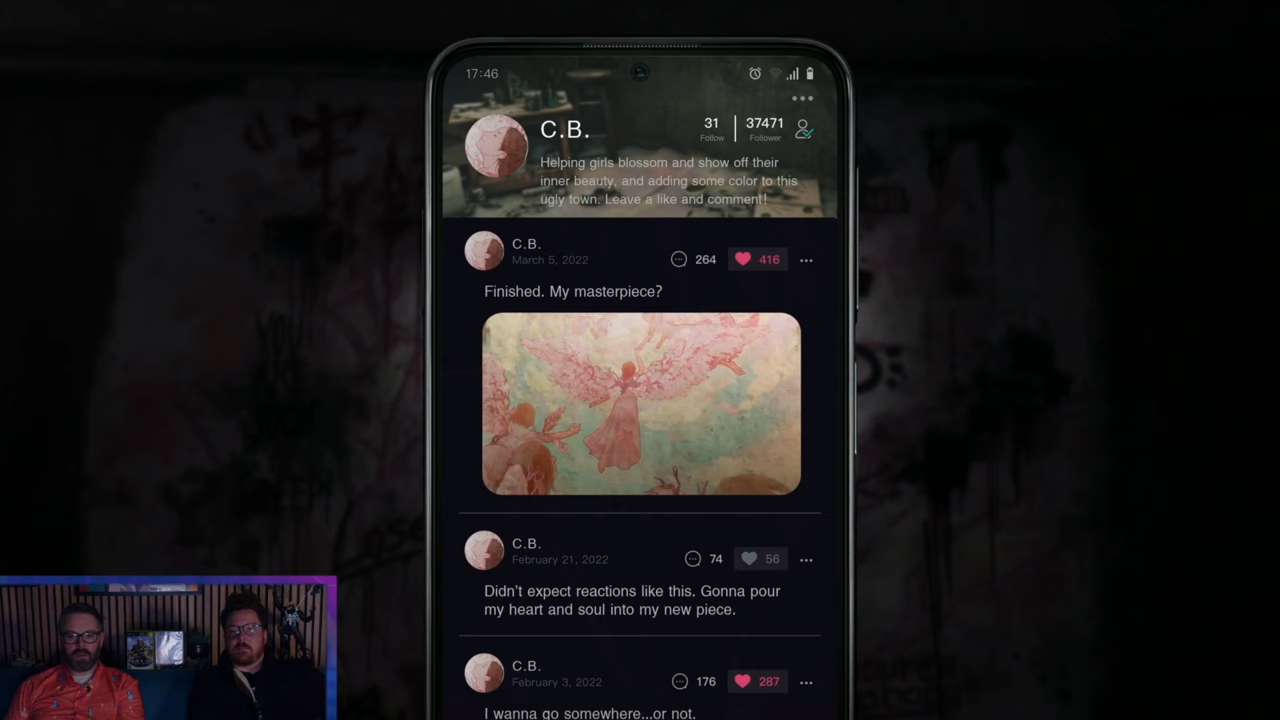 17:46
C.B.
31
Follow
37471
Follower
Helping girls blossom and show off their
inner beauty, and adding some color to this
ugly town. Leave a like and comment!
C.B.
March 5, 2022
264
416
Finished. My masterpiece?
C.B.
February 21, 2022
74
56
Didn't expect reactions like this. Gonna pour
my heart and soul into my new piece.
C.B.
February 3, 2022
176
287
I wanna go somewhere...or not.